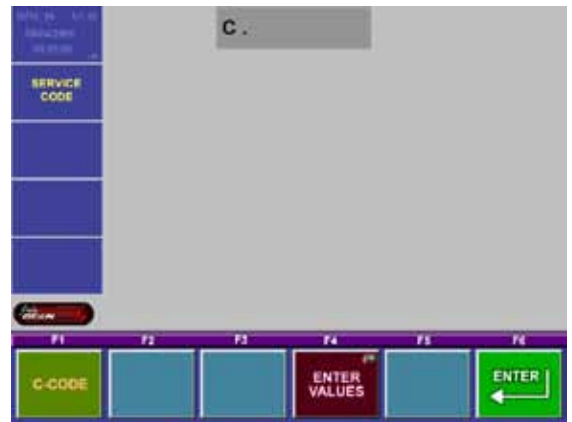 C .
SERVICE
CODE
F1 F2 F3 F4 F5 F6
C-CODE
ENTER
VALUES
ENTER